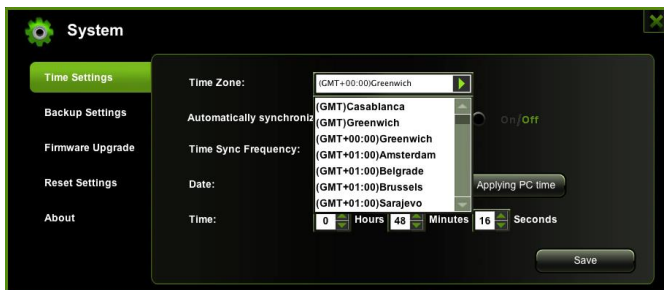 System
Time Settings
Backup Settings
Firmware Upgrade
Reset Settings
About
Time Zone: (GMT+00:00)Greenwich
(GMT)Casablanca
(GMT)Greenwich
(GMT+00:00)Greenwich
(GMT+01:00)Amsterdam
(GMT+01:00)Belgrade
(GMT+01:00)Brussels
(GMT+01:00)Sarajevo
Automatically synchroniz On/Off
Time Sync Frequency:
Date: Applying PC time
Time: 0 Hours 48 Minutes 16 Seconds
Save